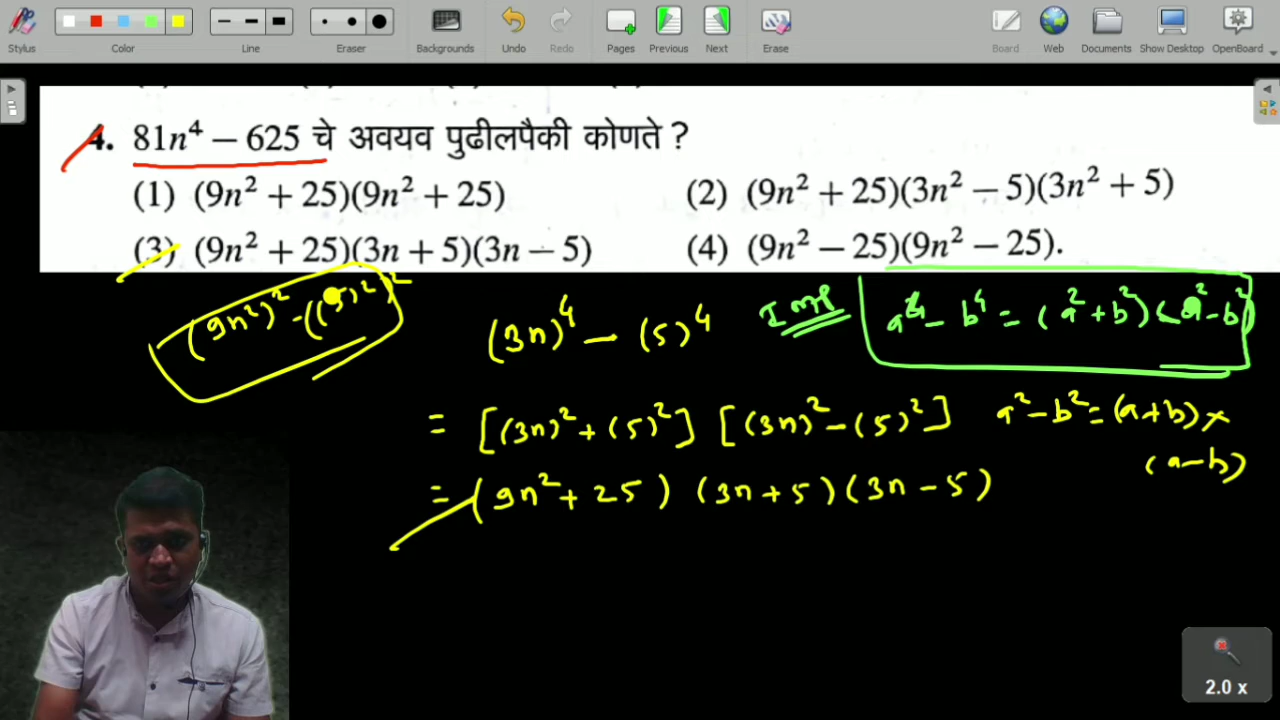 Stylus Color Line Eraser Backgrounds Undo Redo Pages Previous Next Erase Board Web Documents Show Desktop OpenBoard
4. 81n⁴ – 625 चे अवयव पुढीलपैकी कोणते ?
(1) (9n² + 25)(9n² + 25) (2) (9n² + 25)(3n² – 5)(3n² + 5)
(3) (9n² + 25)(3n + 5)(3n – 5) (4) (9n² – 25)(9n² – 25).
(9n²)² - ((5)²)²
(3n)⁴ – (5)⁴
Imp
a⁴ – b⁴ = (a² + b²) (a² – b²)
= [(3n)² + (5)²] [(3n)² – (5)²]
a² – b² = (a + b) ×
(a – b)
= (9n² + 25) (3n + 5) (3n – 5)
2.0 x